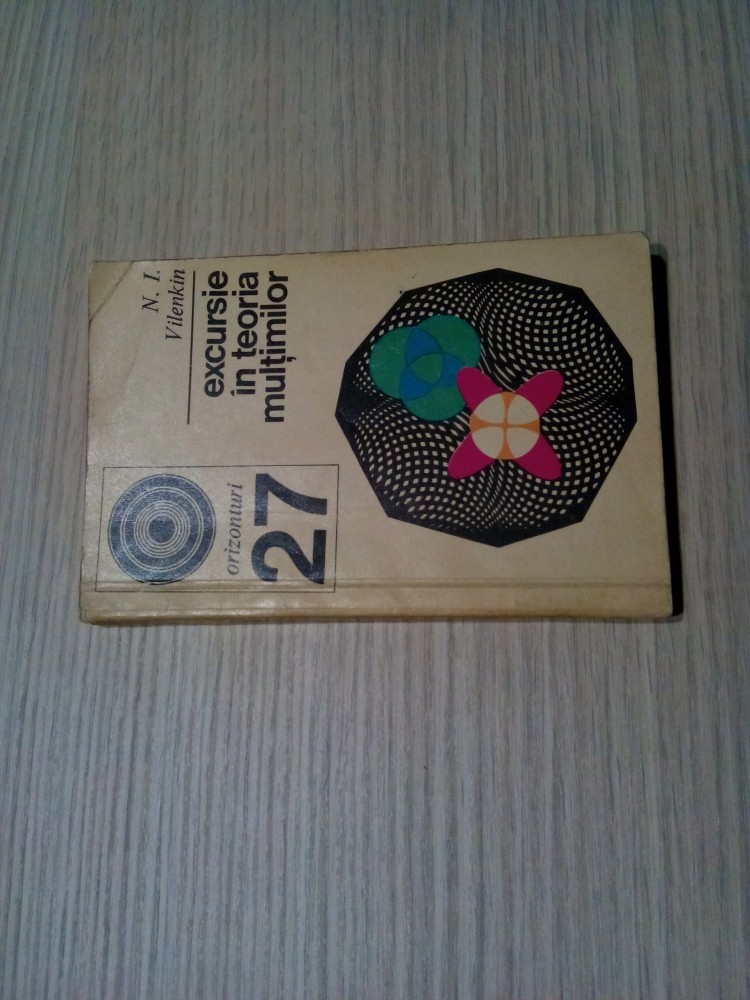 N. I.
Vilenkin
excursie
în teoria
mulțimilor
orizonturi
27